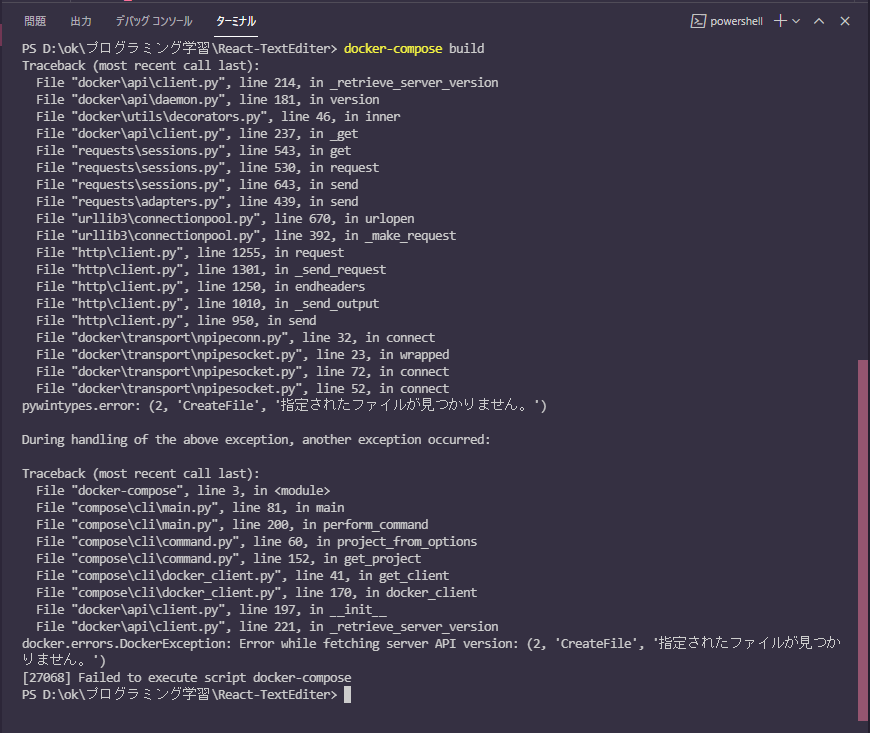 問題 出力 デバッグ コンソール ターミナル powershell
PS D:\ok\プログラミング学習\React-TextEditer> docker-compose build
Traceback (most recent call last):
  File "docker\api\client.py", line 214, in _retrieve_server_version
  File "docker\api\daemon.py", line 181, in version
  File "docker\utils\decorators.py", line 46, in inner
  File "docker\api\client.py", line 237, in _get
  File "requests\sessions.py", line 543, in get
  File "requests\sessions.py", line 530, in request
  File "requests\sessions.py", line 643, in send
  File "requests\adapters.py", line 439, in send
  File "urllib3\connectionpool.py", line 670, in urlopen
  File "urllib3\connectionpool.py", line 392, in _make_request
  File "http\client.py", line 1255, in request
  File "http\client.py", line 1301, in _send_request
  File "http\client.py", line 1250, in endheaders
  File "http\client.py", line 1010, in _send_output
  File "http\client.py", line 950, in send
  File "docker\transport\npipeconn.py", line 32, in connect
  File "docker\transport\npipesocket.py", line 23, in wrapped
  File "docker\transport\npipesocket.py", line 72, in connect
  File "docker\transport\npipesocket.py", line 52, in connect
pywintypes.error: (2, 'CreateFile', '指定されたファイルが見つかりません。')
During handling of the above exception, another exception occurred:
Traceback (most recent call last):
  File "docker-compose", line 3, in <module>
  File "compose\cli\main.py", line 81, in main
  File "compose\cli\main.py", line 200, in perform_command
  File "compose\cli\command.py", line 60, in project_from_options
  File "compose\cli\command.py", line 152, in get_project
  File "compose\cli\docker_client.py", line 41, in get_client
  File "compose\cli\docker_client.py", line 170, in docker_client
  File "docker\api\client.py", line 197, in __init__
  File "docker\api\client.py", line 221, in _retrieve_server_version
docker.errors.DockerException: Error while fetching server API version: (2, 'CreateFile', '指定されたファイルが見つか
りません。')
[27068] Failed to execute script docker-compose
PS D:\ok\プログラミング学習\React-TextEditer>